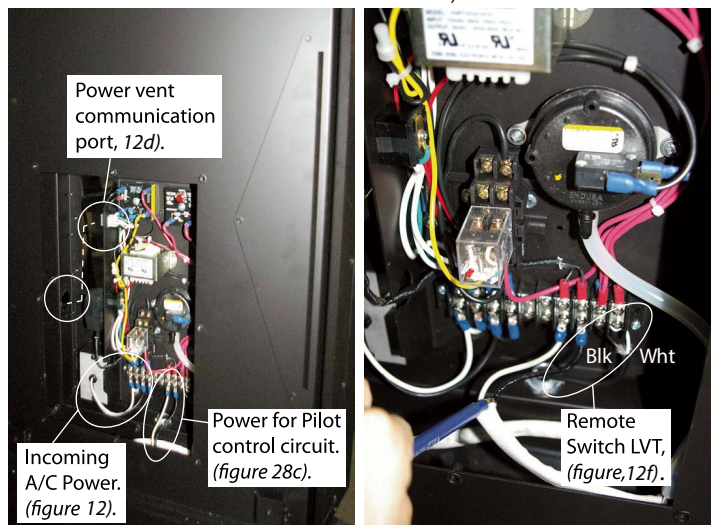 Power vent
communication
port, 12d).
Incoming
A/C Power.
(figure 12).
Power for Pilot
control circuit.
(figure 28c).
ENDURA
Blk Wht
Remote
Switch LVT,
(figure,12f).